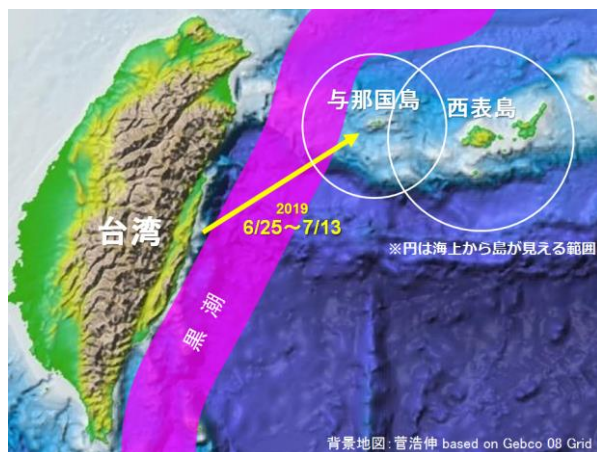 与那国島
西表島
2019
6/25～7/13
台湾
※円は海上から島が見える範囲
黒潮
背景地図：菅浩伸 based on Gebco 08 Grid